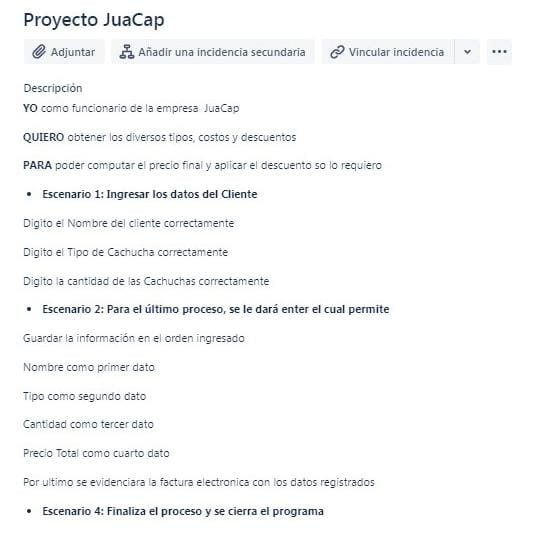 Proyecto JuaCap
Adjuntar Añadir una incidencia secundaria Vincular incidencia
Descripción
YO como funcionario de la empresa JuaCap
QUIERO obtener los diversos tipos, costos y descuentos
PARA poder computar el precio final y aplicar el descuento so lo requiero
• Escenario 1: Ingresar los datos del Cliente
Digito el Nombre del cliente correctamente
Digito el Tipo de Cachucha correctamente
Digito la cantidad de las Cachuchas correctamente
• Escenario 2: Para el último proceso, se le dará enter el cual permite
Guardar la información en el orden ingresado
Nombre como primer dato
Tipo como segundo dato
Cantidad como tercer dato
Precio Total como cuarto dato
Por ultimo se evidenciara la factura electronica con los datos registrados
• Escenario 4: Finaliza el proceso y se cierra el programa